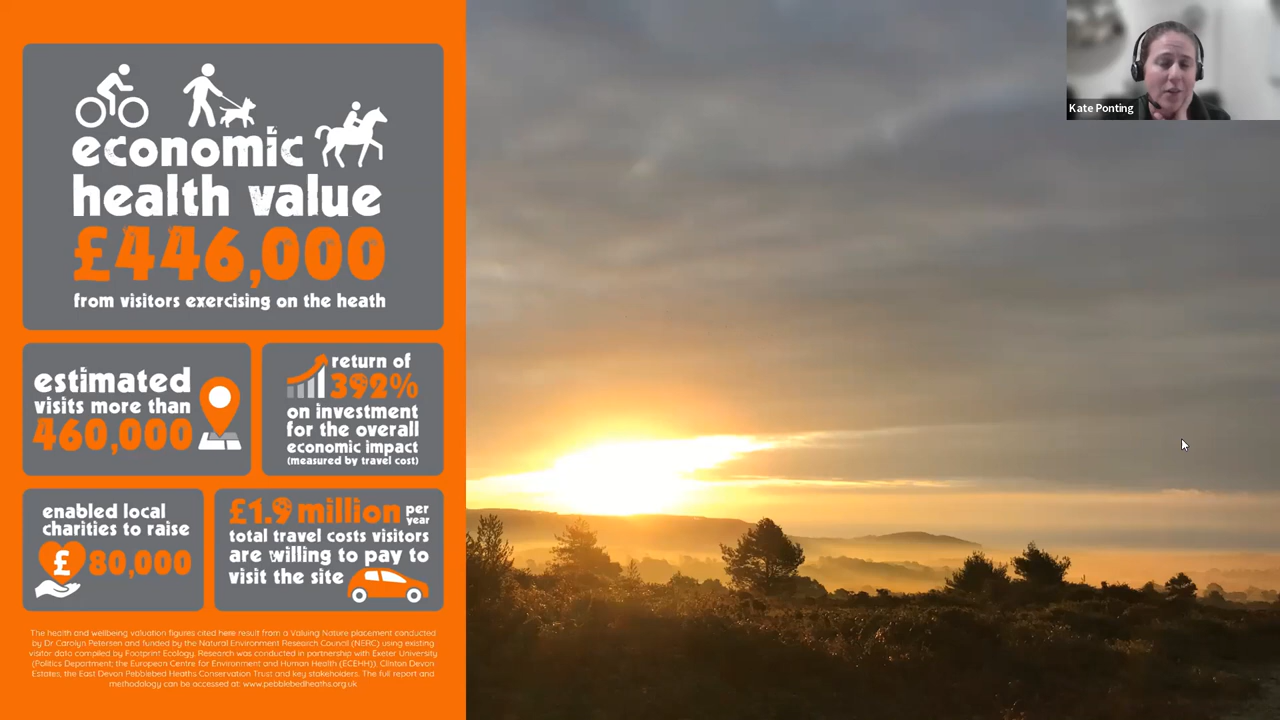 economic
health value
£446,000
from visitors exercising on the heath
estimated
visits more than
460,000
return of
392%
on investment
for the overall
economic impact
(measured by travel cost)
enabled local
charities to raise
£ 80,000
£1.9 million per year
total travel costs visitors
are willing to pay to
visit the site
The health and wellbeing valuation figures cited here result from a Valuing Nature placement conducted
by Dr Carolyn Petersen and funded by the Natural Environment Research Council (NERC) using existing
visitor data compiled by Footprint Ecology. Research was conducted in partnership with Exeter University
(Politics Department; the European Centre for Environment and Human Health (ECEHH)). Clinton Devon
Estates, the East Devon Pebblebed Heaths Conservation Trust and key stakeholders. The full report and
methodology can be accessed at: www.pebblebedheaths.org.uk
Kate Ponting